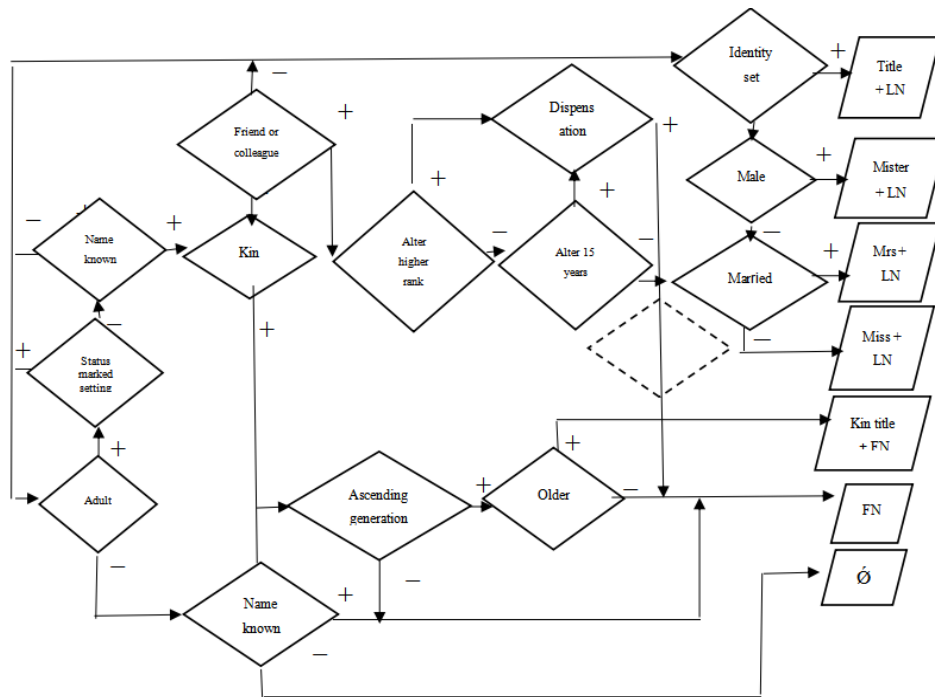 Identity
set
+
Title
+ LN
−
Friend or
colleague
+
Dispens
ation
+
Male
+
Mister
+ LN
−
+
Name
known
+
Kin
+
Alter
higher
rank
−
+
Alter 15
years
−
−
Married
+
Mrs+
LN
−
Miss +
LN
−
+
−
Status
marked
setting
+
+
Kin title
+ FN
+
Adult
Ascending
generation
+
Older
−
FN
−
−
Name
known
+
−
Ǿ